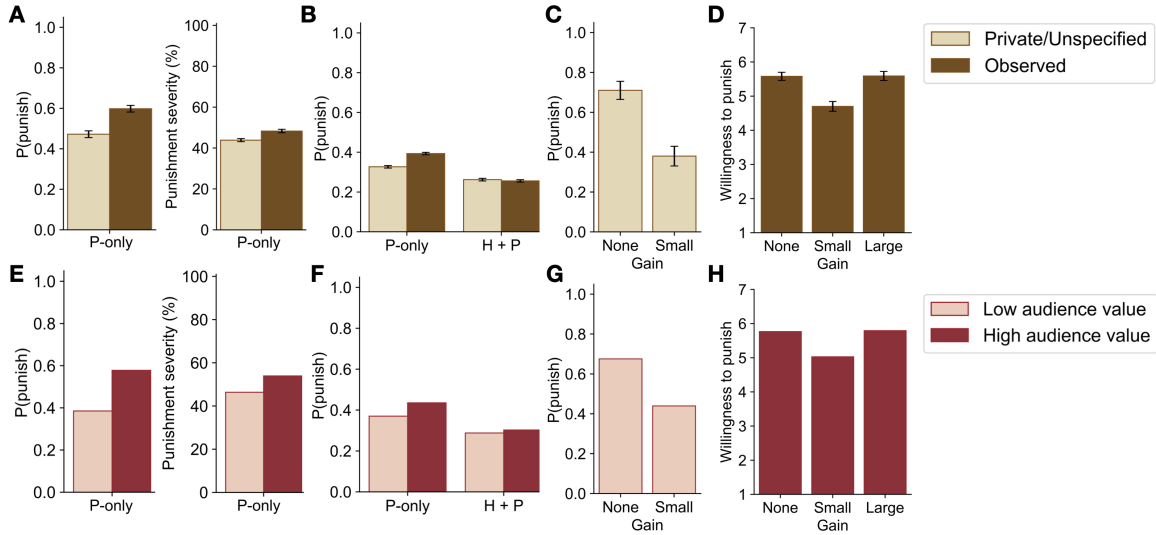 A
P(punish)
1.0
0.8
0.6
0.4
0.2
0.0
P-only
Punishment severity (%)
100
80
60
40
20
0
P-only
B
P(punish)
1.0
0.8
0.6
0.4
0.2
0.0
P-only H + P
C
P(punish)
1.0
0.8
0.6
0.4
0.2
0.0
None Small
Gain
D
Willingness to punish
7
6
5
4
3
2
1
None Small Large
Gain
Private/Unspecified
Observed
E
P(punish)
1.0
0.8
0.6
0.4
0.2
0.0
P-only
Punishment severity (%)
100
80
60
40
20
0
P-only
F
P(punish)
1.0
0.8
0.6
0.4
0.2
0.0
P-only H + P
G
P(punish)
1.0
0.8
0.6
0.4
0.2
0.0
None Small
Gain
H
Willingness to punish
7
6
5
4
3
2
1
None Small Large
Gain
Low audience value
High audience value